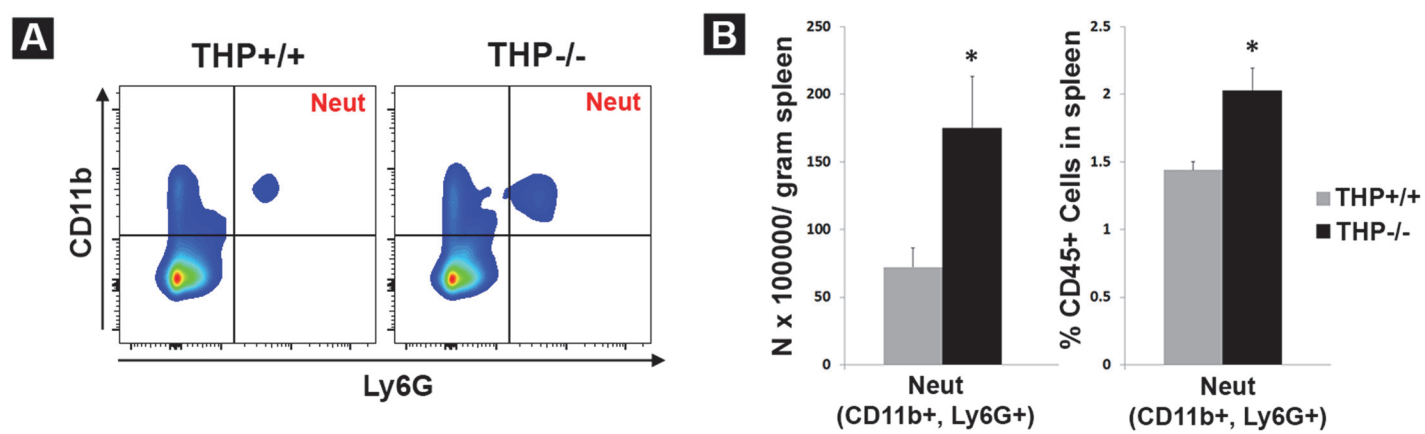 A
THP+/+
THP-/-
Neut
Neut
CD11b
Ly6G
B
N x 100000/ gram spleen
250
200
150
100
50
0
*
Neut
(CD11b+, Ly6G+)
% CD45+ Cells in spleen
2.5
2
1.5
1
0.5
0
*
Neut
(CD11b+, Ly6G+)
THP+/+
THP-/-